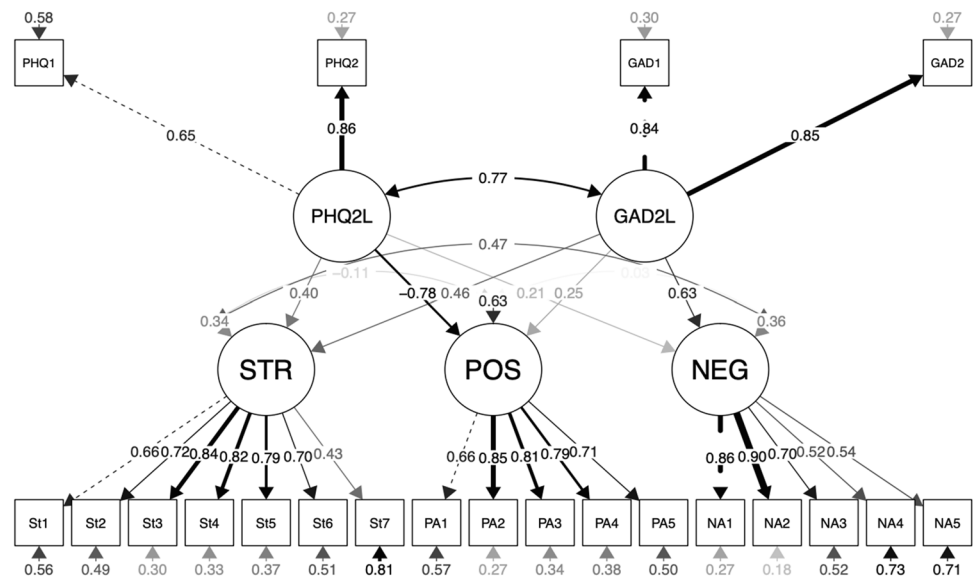 0.58 0.27 0.30 0.27
PHQ1 PHQ2 GAD1 GAD2
0.65 0.86 0.84 0.85
0.77
PHQ2L GAD2L
0.47
−0.11 0.03
0.40 −0.78 0.46 0.63 0.21 0.25 0.63
0.34 0.36
STR POS NEG
0.66 0.72 0.84 0.82 0.79 0.70 0.43 0.66 0.85 0.81 0.79 0.71 0.86 0.90 0.70 0.52 0.54
St1 St2 St3 St4 St5 St6 St7 PA1 PA2 PA3 PA4 PA5 NA1 NA2 NA3 NA4 NA5
0.56 0.49 0.30 0.33 0.37 0.51 0.81 0.57 0.27 0.34 0.38 0.50 0.27 0.18 0.52 0.73 0.71